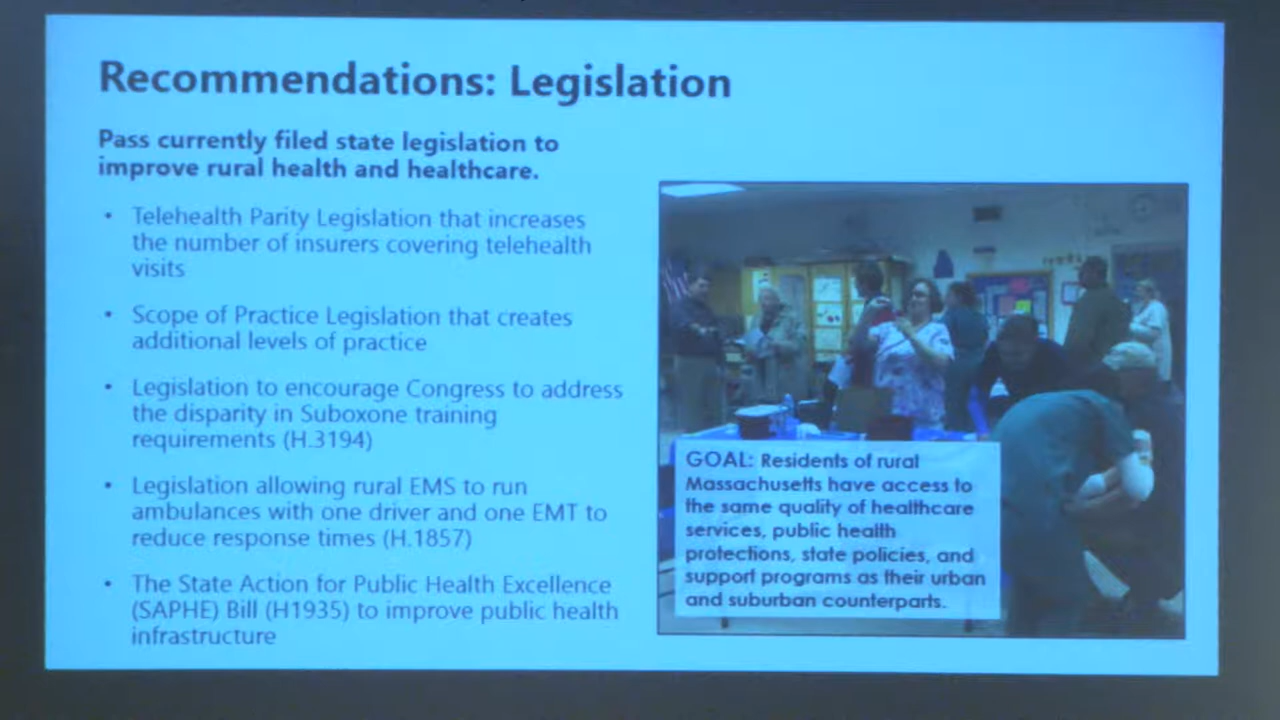 Recommendations: Legislation
Pass currently filed state legislation to
improve rural health and healthcare.
• Telehealth Parity Legislation that increases
the number of insurers covering telehealth
visits
• Scope of Practice Legislation that creates
additional levels of practice
• Legislation to encourage Congress to address
the disparity in Suboxone training
requirements (H.3194)
• Legislation allowing rural EMS to run
ambulances with one driver and one EMT to
reduce response times (H.1857)
• The State Action for Public Health Excellence
(SAPHE) Bill (H1935) to improve public health
infrastructure
GOAL: Residents of rural
Massachusetts have access to
the same quality of healthcare
services, public health
protections, state policies, and
support programs as their urban
and suburban counterparts.